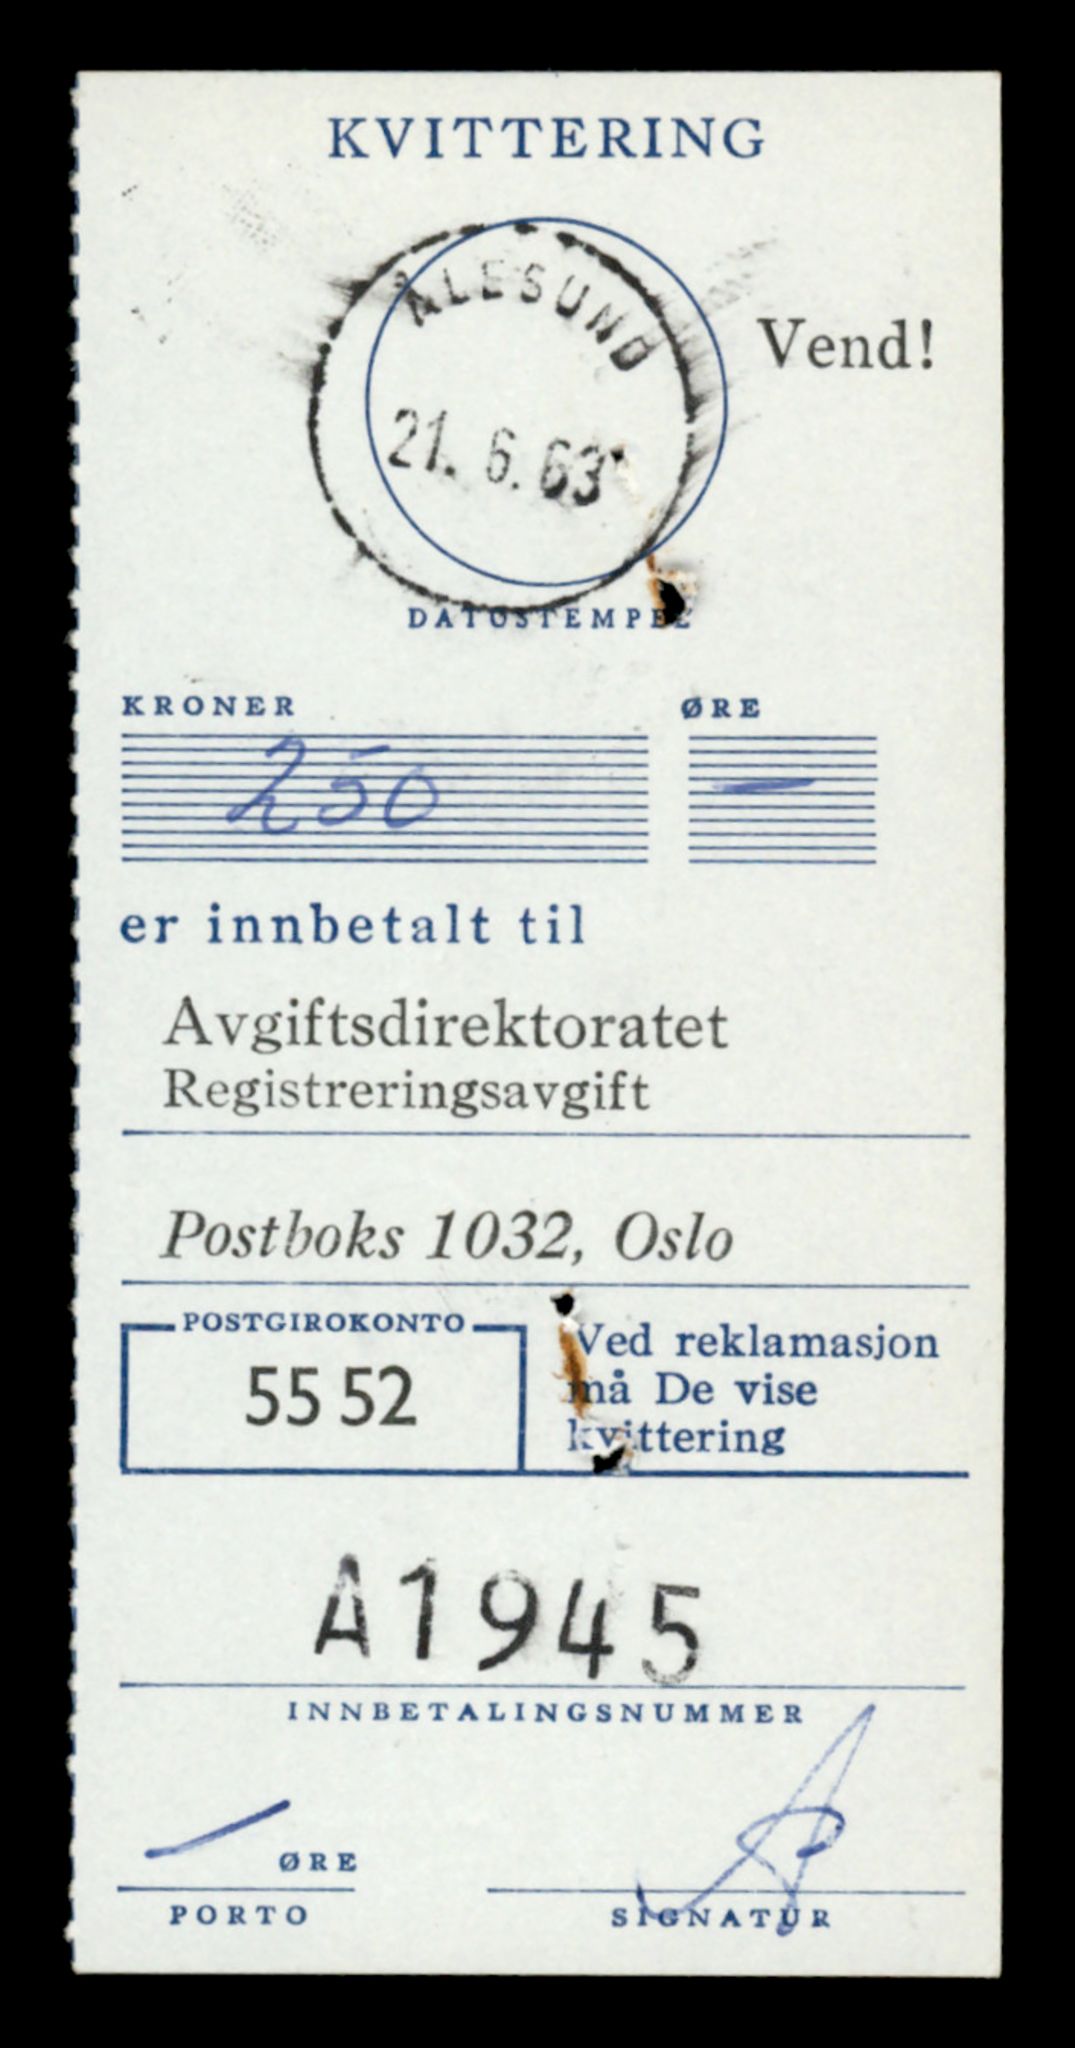 KVITTERING
ÅLESUND
Vend!
21. 6. 63
DATOSTEMPEL
KRONER ØRE
250 —
er innbetalt til
Avgiftsdirektoratet
Registreringsavgift
Postboks 1032, Oslo
POSTGIROKONTO
55 52
Ved reklamasjon
må De vise
kvittering
A1945
INNBETALINGSNUMMER
— ØRE
PORTO
SIGNATUR